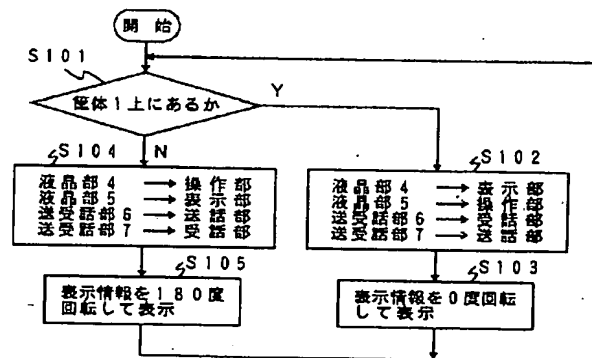 開始
S101
筐体1上にあるか
Y
N
S104
液晶部4 → 操作部
液晶部5 → 表示部
送受話部6 → 送話部
送受話部7 → 受話部
S105
表示情報を180度
回転して表示
S102
液晶部4 → 表示部
液晶部5 → 操作部
送受話部6 → 受話部
送受話部7 → 送話部
S103
表示情報を0度回転
して表示